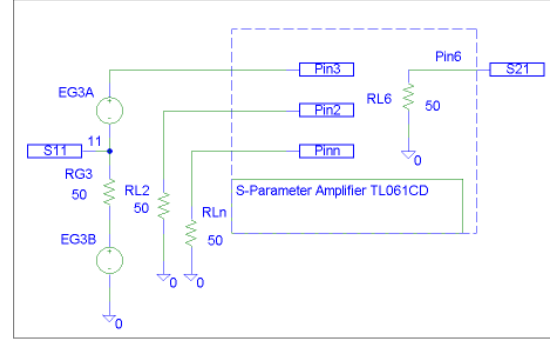 Pin6
Pin3
S21
EG3A
RL6
50
Pin2
11
S11
0
Pinn
RG3
50
RL2
50
S-Parameter Amplifier TL061CD
RLn
50
EG3B
0
0
0